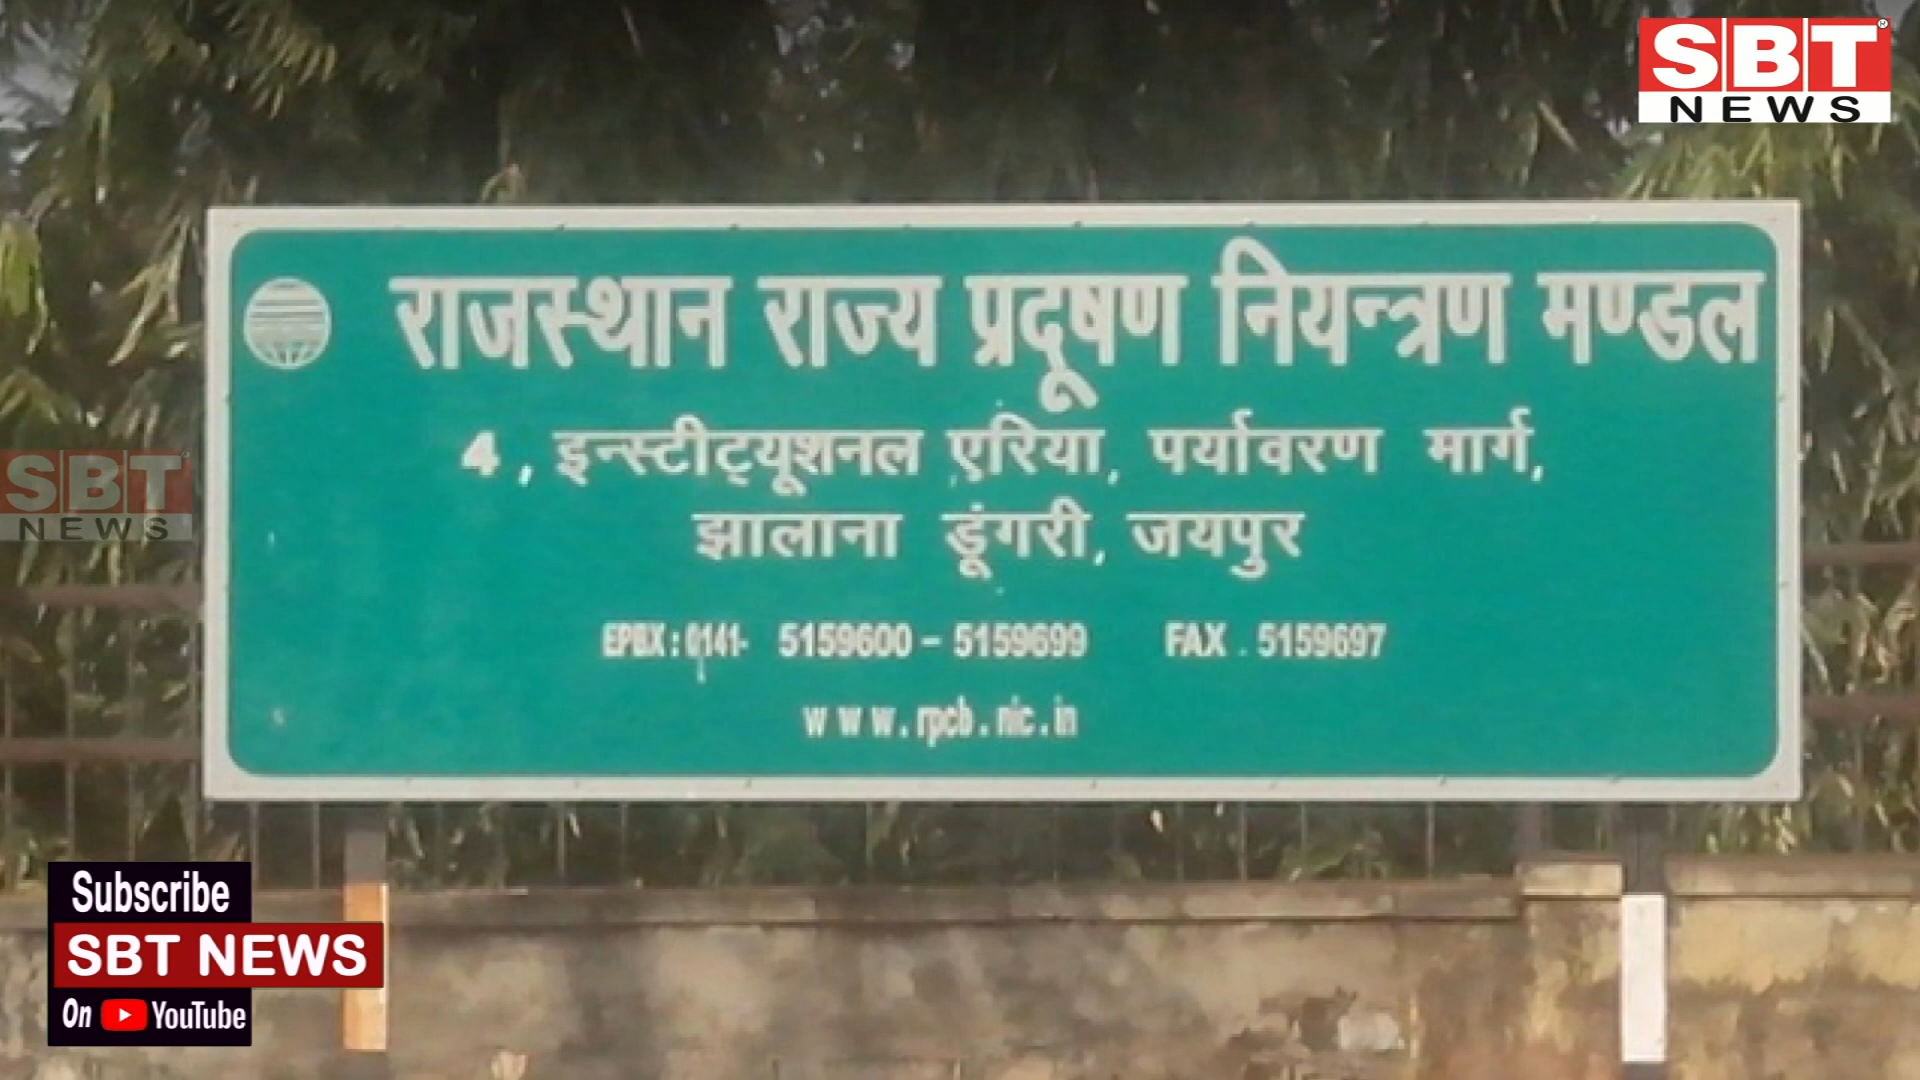 SBT
NEWS
राजस्थान राज्य प्रदूषण नियन्त्रण मण्डल
4, इन्स्टीट्यूशनल एरिया, पर्यावरण मार्ग,
झालाना डूंगरी, जयपुर
EPBX : 0141- 5159600 – 5159699 FAX . 5159697
www.rpcb.nic.in
SBT
NEWS
Subscribe
SBT NEWS
On YouTube